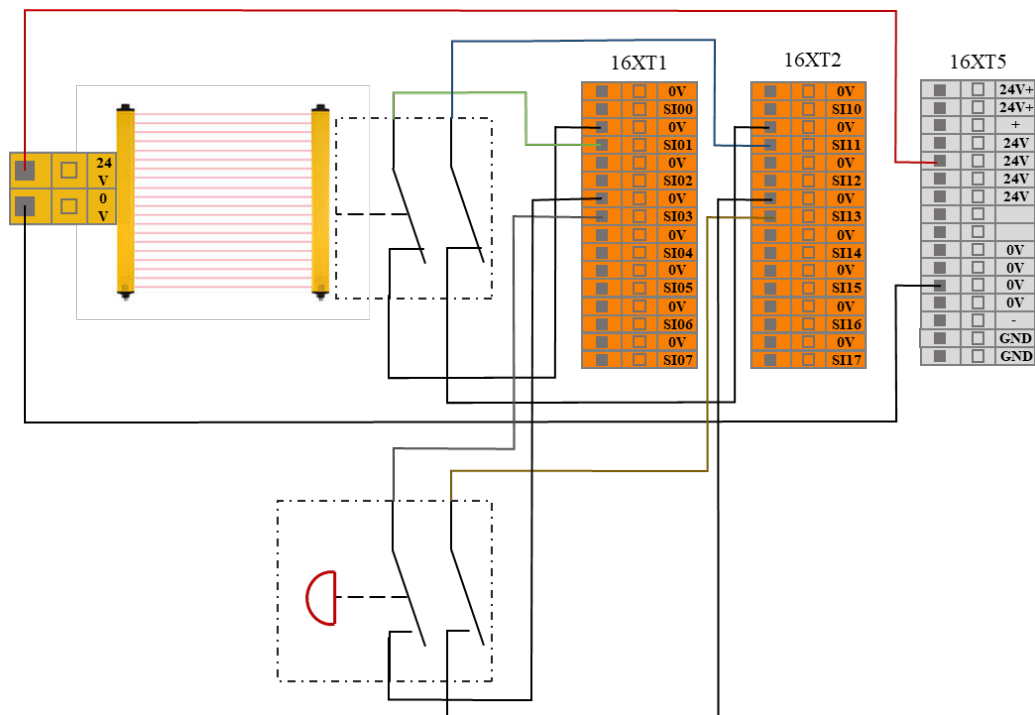 16XT1
0V
SI00
0V
SI01
0V
SI02
0V
SI03
0V
SI04
0V
SI05
0V
SI06
0V
SI07
16XT2
0V
SI10
0V
SI11
0V
SI12
0V
SI13
0V
SI14
0V
SI15
0V
SI16
0V
SI17
16XT5
24V+
24V+
+
24V
24V
24V
24V
0V
0V
0V
0V
-
GND
GND
24
V
0
V